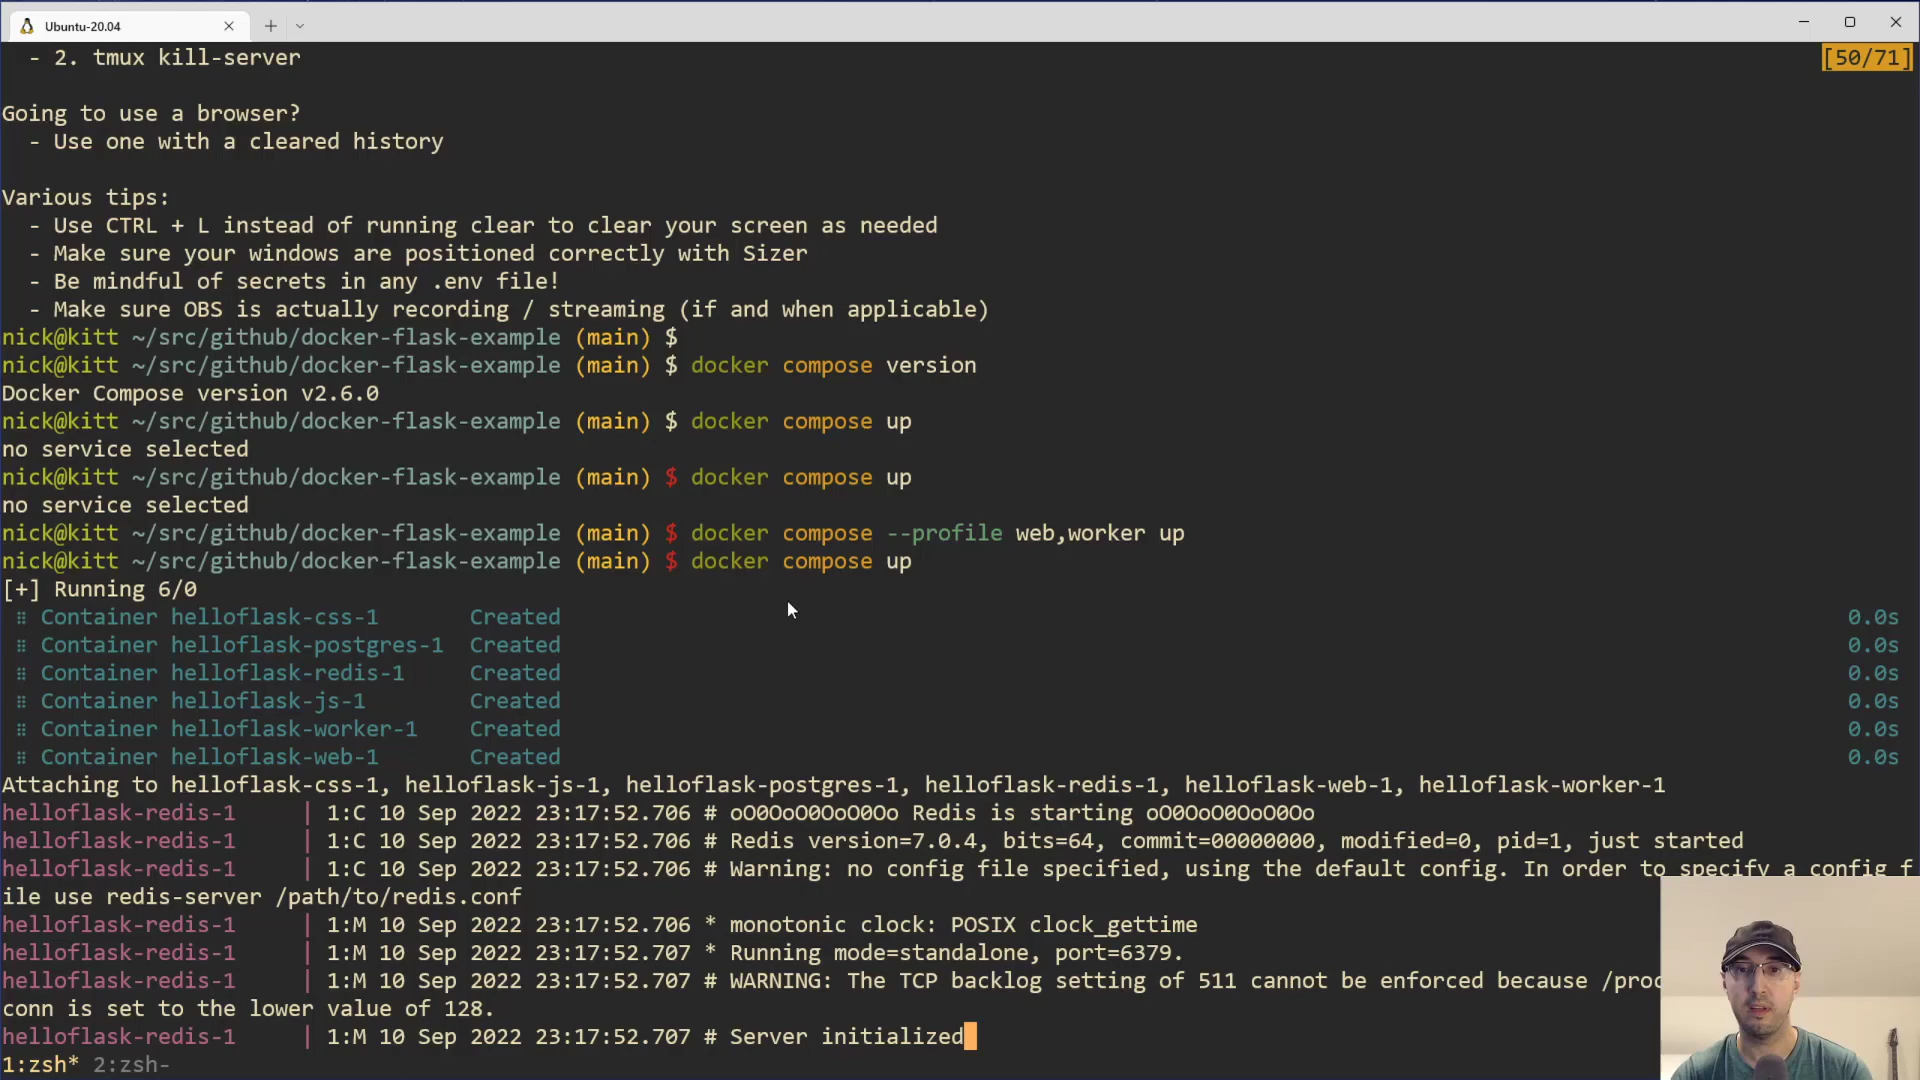 Ubuntu-20.04
- 2. tmux kill-server
[50/71]
Going to use a browser?
- Use one with a cleared history
Various tips:
- Use CTRL + L instead of running clear to clear your screen as needed
- Make sure your windows are positioned correctly with Sizer
- Be mindful of secrets in any .env file!
- Make sure OBS is actually recording / streaming (if and when applicable)
nick@kitt ~/src/github/docker-flask-example (main) $
nick@kitt ~/src/github/docker-flask-example (main) $ docker compose version
Docker Compose version v2.6.0
nick@kitt ~/src/github/docker-flask-example (main) $ docker compose up
no service selected
nick@kitt ~/src/github/docker-flask-example (main) $ docker compose up
no service selected
nick@kitt ~/src/github/docker-flask-example (main) $ docker compose --profile web,worker up
nick@kitt ~/src/github/docker-flask-example (main) $ docker compose up
[+] Running 6/0
⠿ Container helloflask-css-1 Created 0.0s
⠿ Container helloflask-postgres-1 Created 0.0s
⠿ Container helloflask-redis-1 Created 0.0s
⠿ Container helloflask-js-1 Created 0.0s
⠿ Container helloflask-worker-1 Created 0.0s
⠿ Container helloflask-web-1 Created 0.0s
Attaching to helloflask-css-1, helloflask-js-1, helloflask-postgres-1, helloflask-redis-1, helloflask-web-1, helloflask-worker-1
helloflask-redis-1 | 1:C 10 Sep 2022 23:17:52.706 # oO0OoO0OoO0Oo Redis is starting oO0OoO0OoO0Oo
helloflask-redis-1 | 1:C 10 Sep 2022 23:17:52.706 # Redis version=7.0.4, bits=64, commit=00000000, modified=0, pid=1, just started
helloflask-redis-1 | 1:C 10 Sep 2022 23:17:52.706 # Warning: no config file specified, using the default config. In order to specify a config f
ile use redis-server /path/to/redis.conf
helloflask-redis-1 | 1:M 10 Sep 2022 23:17:52.706 * monotonic clock: POSIX clock_gettime
helloflask-redis-1 | 1:M 10 Sep 2022 23:17:52.707 * Running mode=standalone, port=6379.
helloflask-redis-1 | 1:M 10 Sep 2022 23:17:52.707 # WARNING: The TCP backlog setting of 511 cannot be enforced because /proc
conn is set to the lower value of 128.
helloflask-redis-1 | 1:M 10 Sep 2022 23:17:52.707 # Server initialized
1:zsh* 2:zsh-